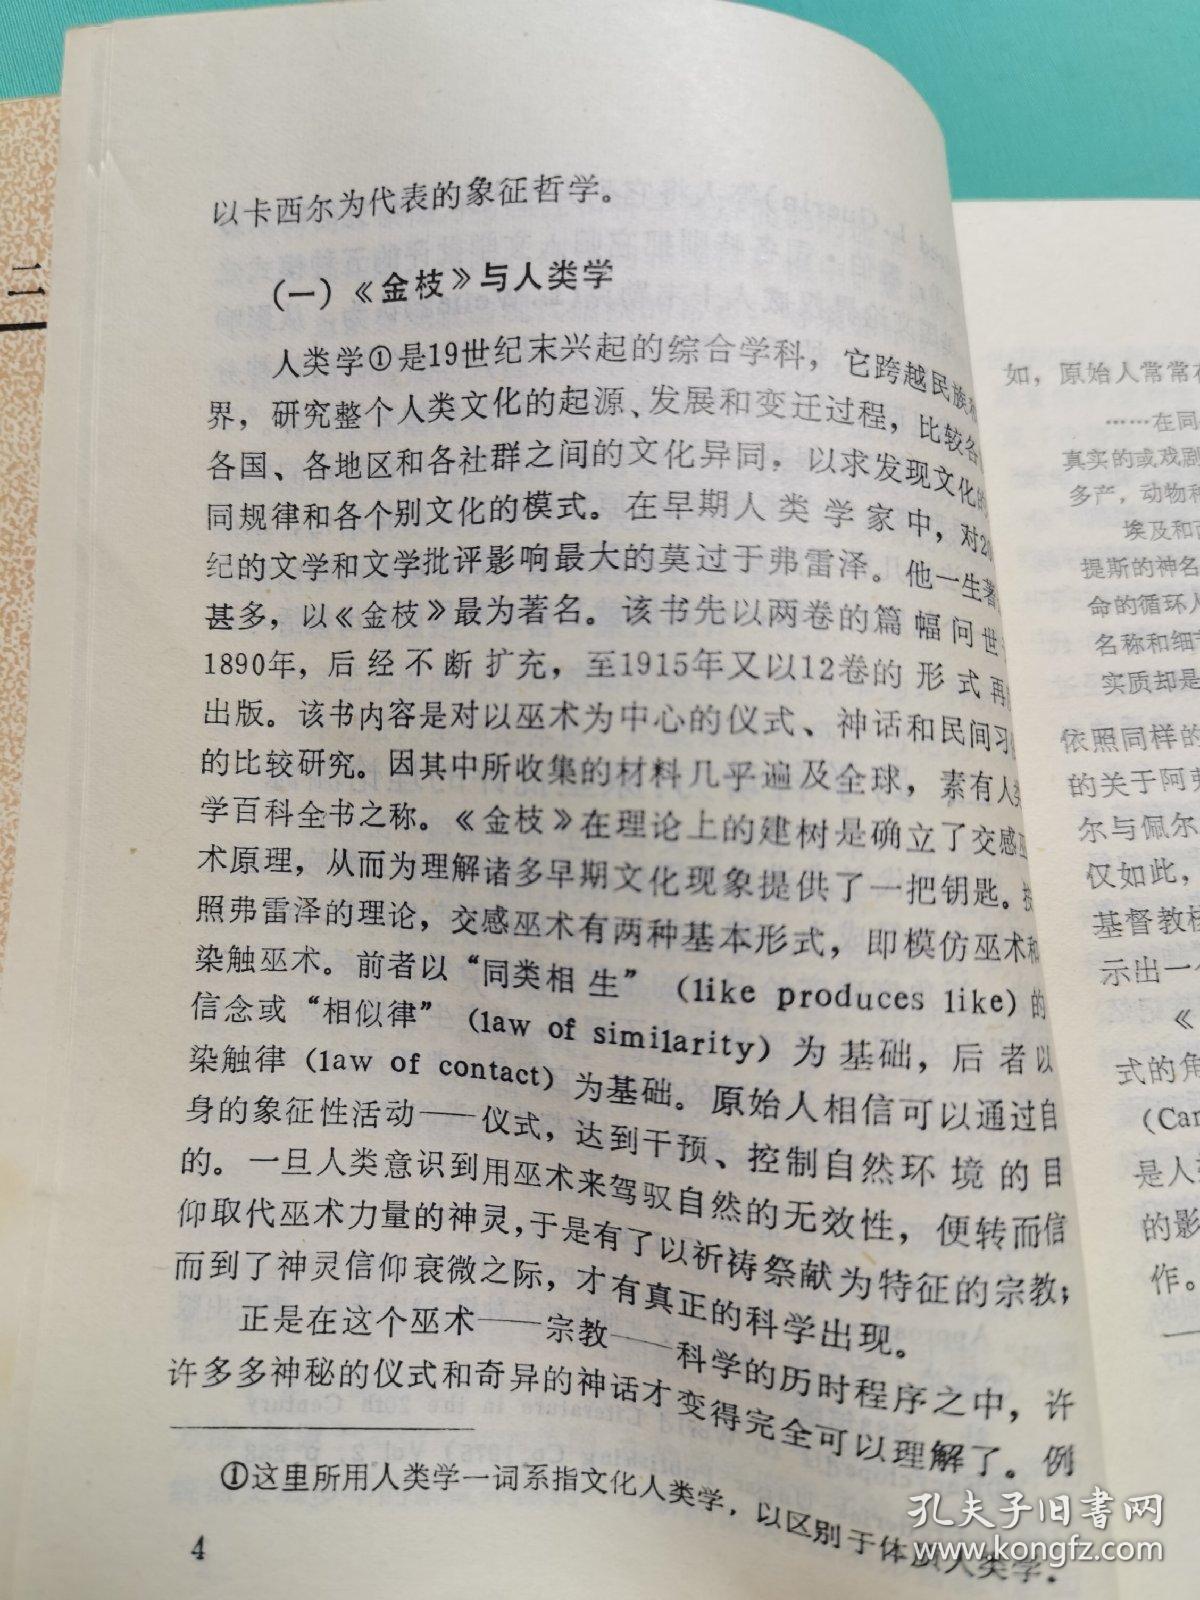 以卡西尔为代表的象征哲学。
(一)《金枝》与人类学
人类学①是19世纪末兴起的综合学科，它跨越民族
界，研究整个人类文化的起源、发展和变迁过程，比较各
各国、各地区和各社群之间的文化异同，以求发现文化的
同规律和各个别文化的模式。在早期人类学家中，对20
纪的文学和文学批评影响最大的莫过于弗雷泽。他一生著
甚多，以《金枝》最为著名。该书先以两卷的篇幅问世
1890年，后经不断扩充，至1915年又以12卷的形式再
出版。该书内容是对以巫术为中心的仪式、神话和民间习
的比较研究。因其中所收集的材料几乎遍及全球，素有人类
学百科全书之称。《金枝》在理论上的建树是确立了交感巫
术原理，从而为理解诸多早期文化现象提供了一把钥匙。按
照弗雷泽的理论，交感巫术有两种基本形式，即模仿巫术和
染触巫术。前者以“同类相生”(like produces like)的
信念或“相似律”(law of similarity)为基础，后者以
染触律(law of contact)为基础。原始人相信可以通过自
身的象征性活动——仪式，达到干预、控制自然环境的目
的。一旦人类意识到用巫术来驾驭自然的无效性，便转而信
仰取代巫术力量的神灵,于是有了以祈祷祭献为特征的宗教；
而到了神灵信仰衰微之际，才有真正的科学出现。
正是在这个巫术——宗教——科学的历时程序之中，许
许多多神秘的仪式和奇异的神话才变得完全可以理解了。例
①这里所用人类学一词系指文化人类学，以区别于体质人类学．
4
二
如，原始人常常在
……在同
真实的或戏剧
多产，动物和
埃及和
提斯的神名
命的循环人
名称和细节
实质却是
依照同样的
的关于阿弗
尔与佩尔
仅如此，
基督教
示出一个
《
式的角
(Car
是人类
的影
作。
孔夫子旧书网
www.kongfz.com